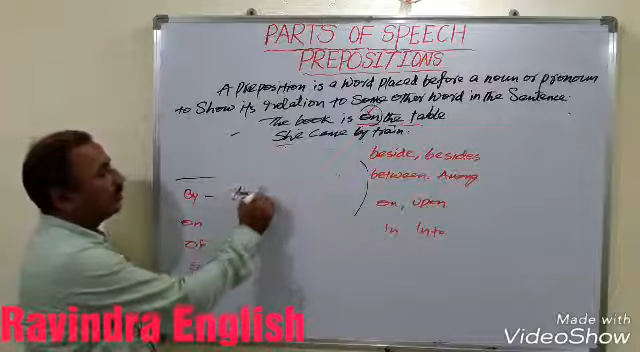 PARTS OF SPEECH
PREPOSITIONS
A preposition is a word placed before a noun or pronoun
to show its relation to some other word in the sentence.
The book is on the table
She came by train.
beside, besides
between. Among
on, upon
in into
By -
on
Of
Ravindra English
Made with
VideoShow